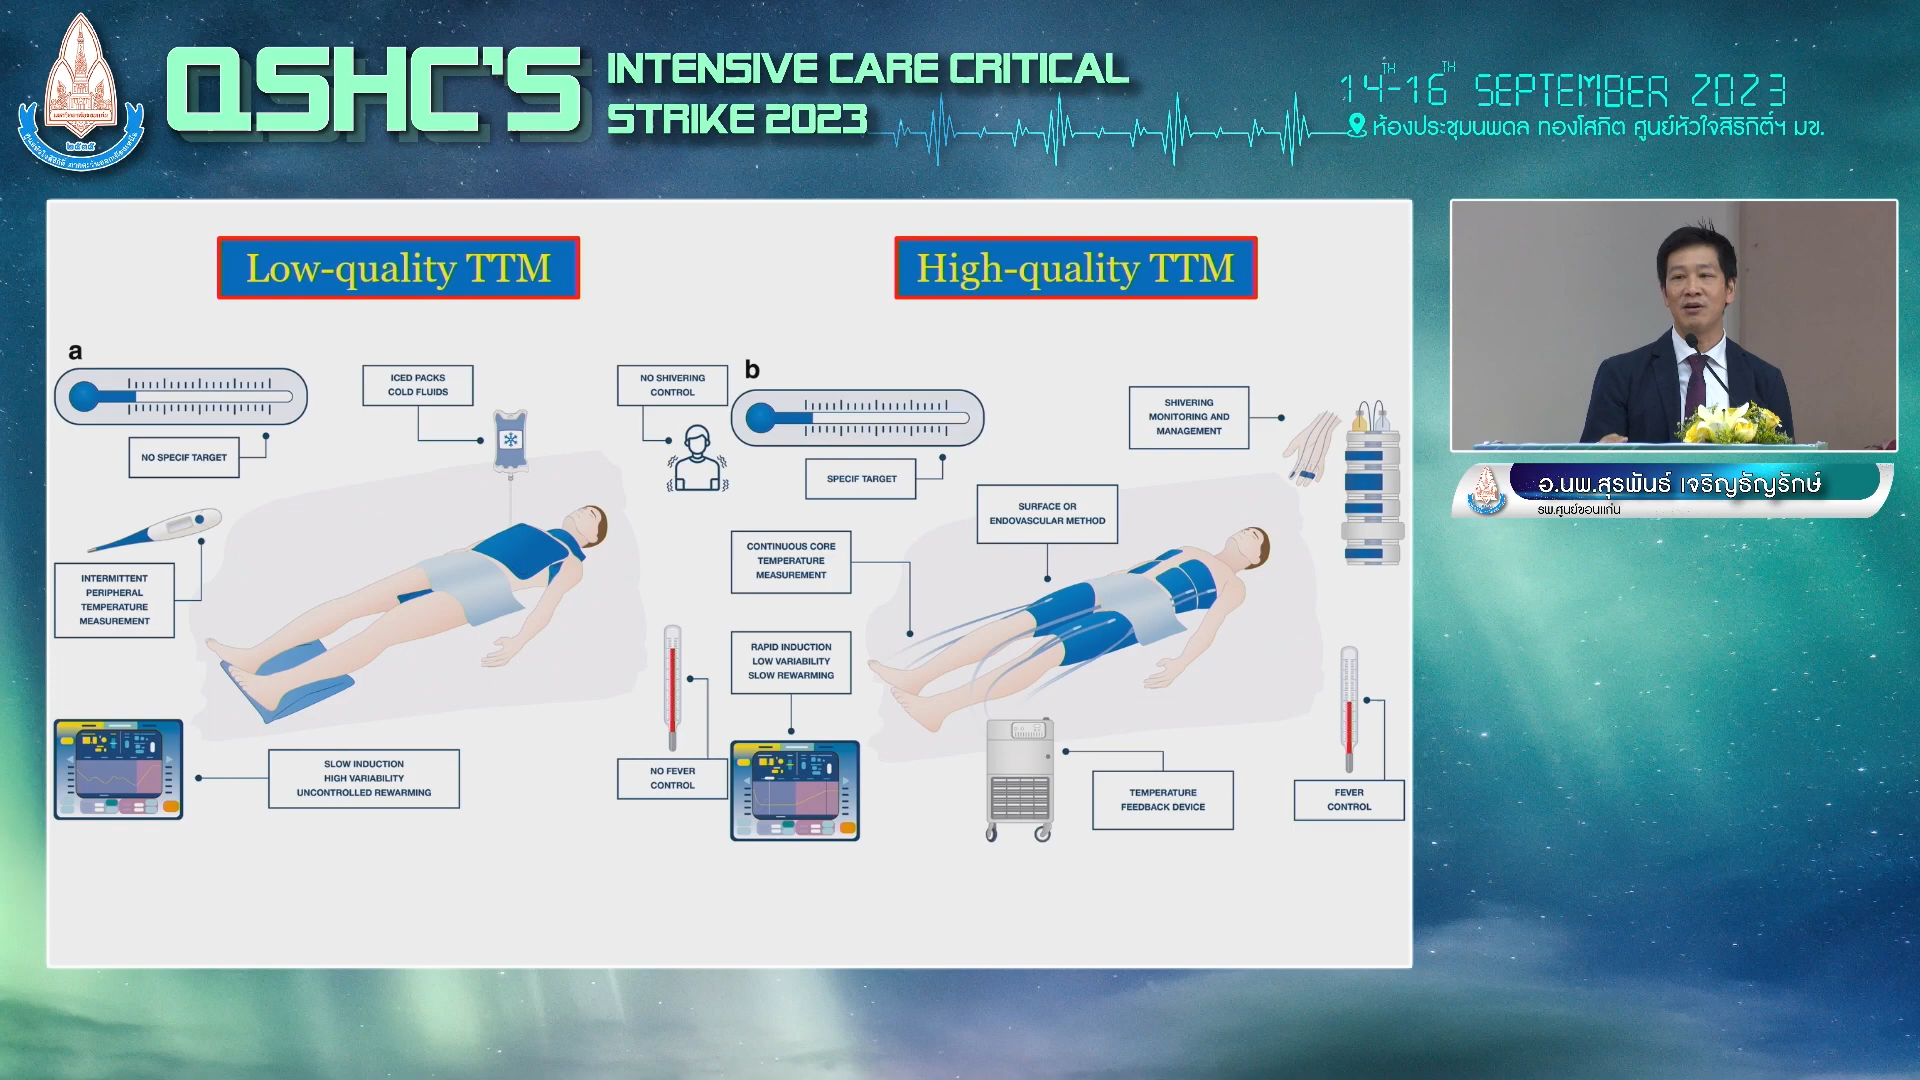 QSHC'S
INTENSIVE CARE CRITICAL
STRIKE 2023
14TH-16TH SEPTEMBER 2023
ห้องประชุมนพดล ทองโสภิต ศูนย์หัวใจสิริกิติ์ฯ มข.
Low-quality TTM
High-quality TTM
a
ICED PACKS
COLD FLUIDS
NO SHIVERING
CONTROL
NO SPECIF TARGET
INTERMITTENT
PERIPHERAL
TEMPERATURE
MEASUREMENT
SLOW INDUCTION
HIGH VARIABILITY
UNCONTROLLED REWARMING
NO FEVER
CONTROL
b
SHIVERING
MONITORING AND
MANAGEMENT
SPECIF TARGET
SURFACE OR
ENDOVASCULAR METHOD
CONTINUOUS CORE
TEMPERATURE
MEASUREMENT
RAPID INDUCTION
LOW VARIABILITY
SLOW REWARMING
TEMPERATURE
FEEDBACK DEVICE
FEVER
CONTROL
อ.นพ.สุรพันธ์ เจริญธัญรักษ์
รพ.ศูนย์ขอนแก่น